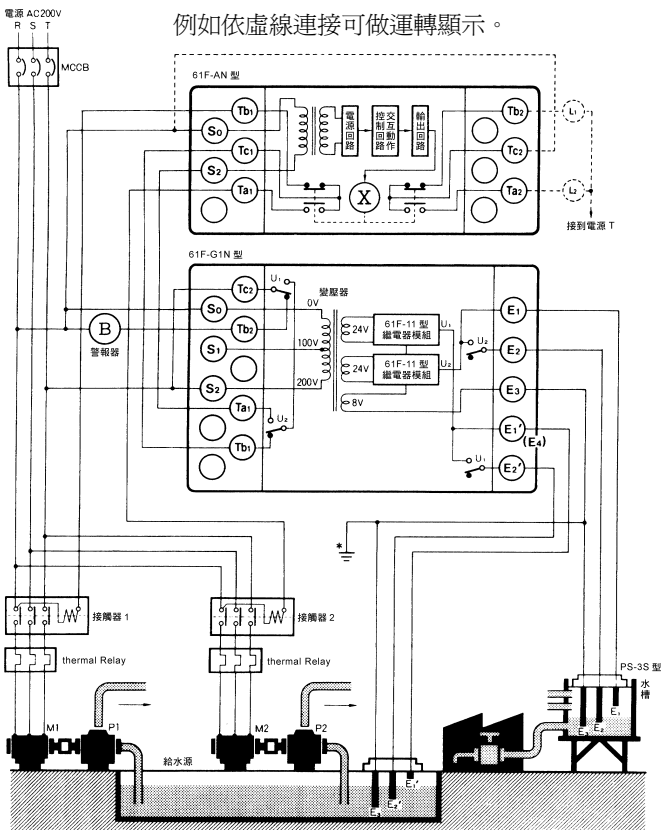 例如依虛線連接可做運轉顯示。
電源 AC200V
R S T
MCCB
61F-AN 型
Tb1
S0
Tc1
S2
Ta1
電源回路
交互動作
控制回路
輸出回路
X
Tb2
Tc2
Ta2
L1
L2
接到電源 T
61F-G1N 型
Tc2
S0
Tb2
S1
S2
Ta1
Tb1
B
警報器
U1
U2
0V
100V
200V
變壓器
24V
24V
8V
61F-11 型
繼電器模組
61F-11 型
繼電器模組
U1
U2
U2
U1
E1
E2
E3
E1′
(E4)
E2′
*
接觸器 1
接觸器 2
thermal Relay
thermal Relay
M1
P1
M2
P2
給水源
E3
E2′
E1′
PS-3S 型
水槽
E1
E2
E3